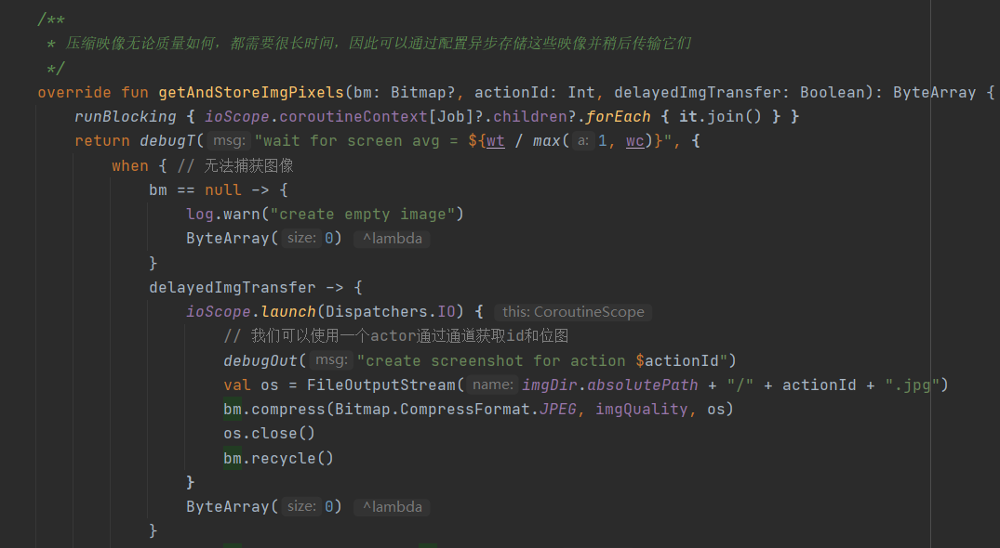 /**
 * 压缩映像无论质量如何，都需要很长时间，因此可以通过配置异步存储这些映像并稍后传输它们
 */
override fun getAndStoreImgPixels(bm: Bitmap?, actionId: Int, delayedImgTransfer: Boolean): ByteArray {
    runBlocking { ioScope.coroutineContext[Job]?.children?.forEach { it.join() } }
    return debugT( msg: "wait for screen avg = ${wt / max( a: 1, wc)}", {
        when { // 无法捕获图像
            bm == null -> {
                log.warn("create empty image")
                ByteArray( size: 0) ^lambda
            }
            delayedImgTransfer -> {
                ioScope.launch(Dispatchers.IO) { this: CoroutineScope
                    // 我们可以使用一个actor通过通道获取id和位图
                    debugOut( msg: "create screenshot for action $actionId")
                    val os = FileOutputStream( name: imgDir.absolutePath + "/" + actionId + ".jpg")
                    bm.compress(Bitmap.CompressFormat.JPEG, imgQuality, os)
                    os.close()
                    bm.recycle()
                }
                ByteArray( size: 0) ^lambda
            }